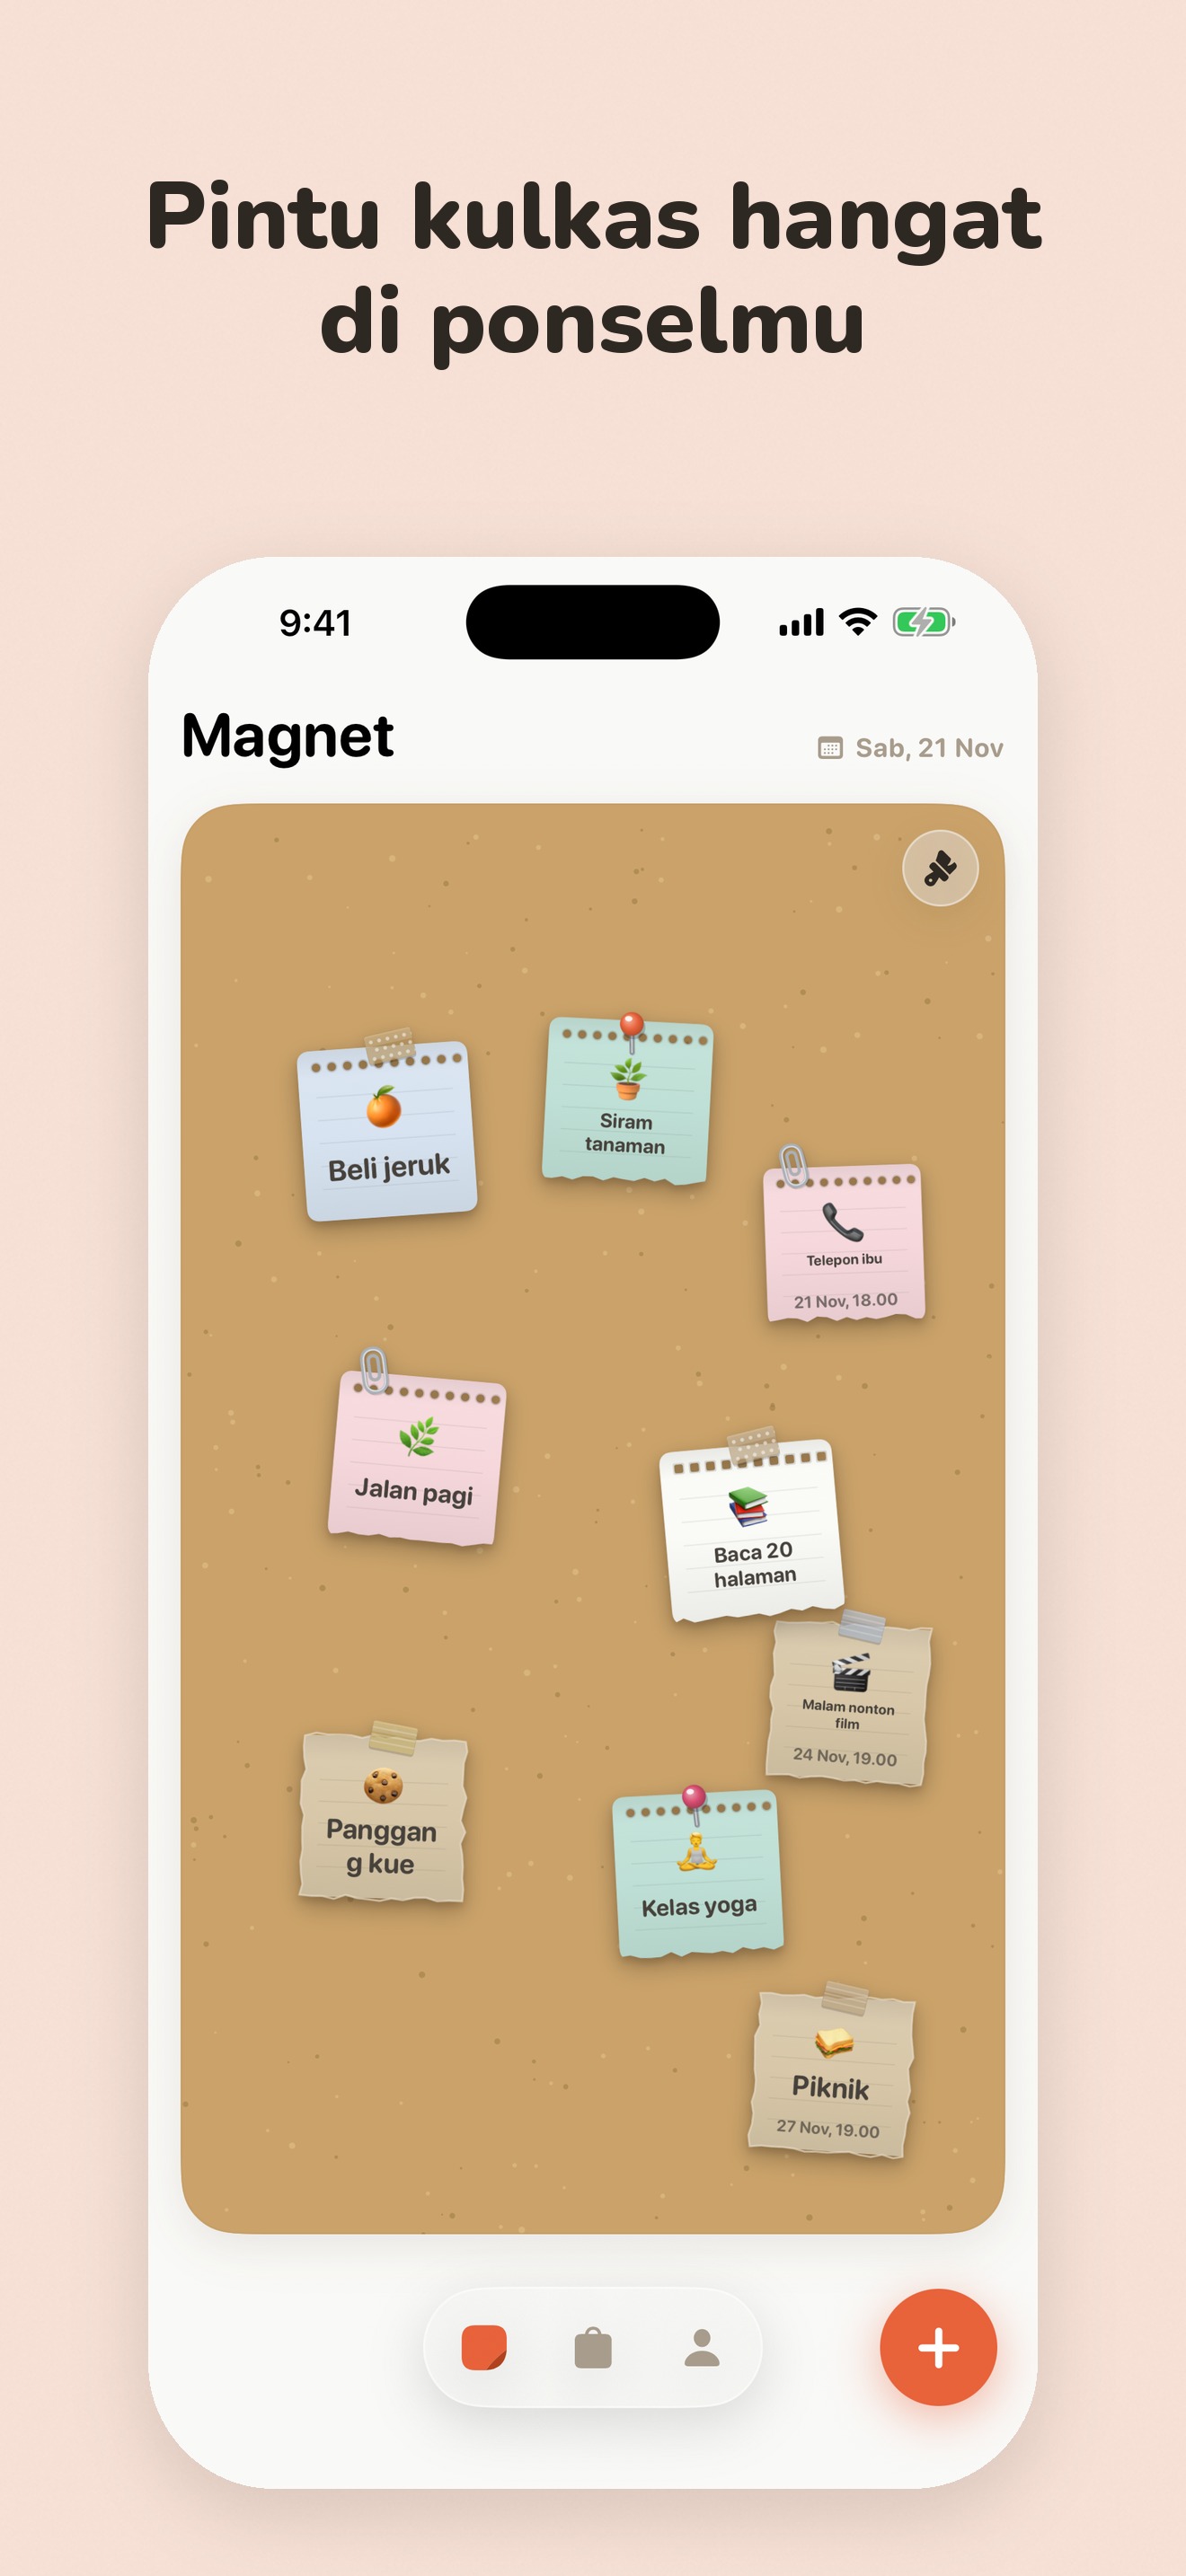 Pintu kulkas hangat
di ponselmu
9:41
Magnet
Sab, 21 Nov
Beli jeruk
Siram
tanaman
Telepon ibu
21 Nov, 18.00
Jalan pagi
Baca 20
halaman
Malam nonton
film
24 Nov, 19.00
Panggan
g kue
Kelas yoga
Piknik
27 Nov, 19.00